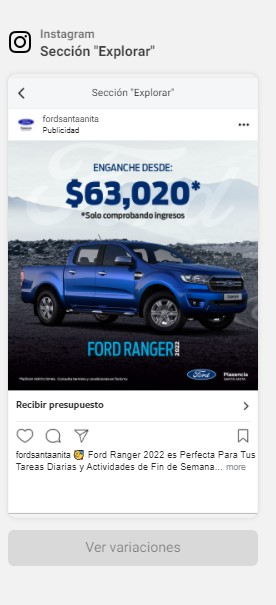 Instagram
Sección "Explorar"
Sección "Explorar"
fordsantaanita
Publicidad
ENGANCHE DESDE:
$63,020*
*Solo comprobando ingresos
FORD RANGER 2022
Ford
Plasencia
Recibir presupuesto
fordsantaanita 🥳 Ford Ranger 2022 es Perfecta Para Tus
Tareas Diarias y Actividades de Fin de Semana... more
Ver variaciones